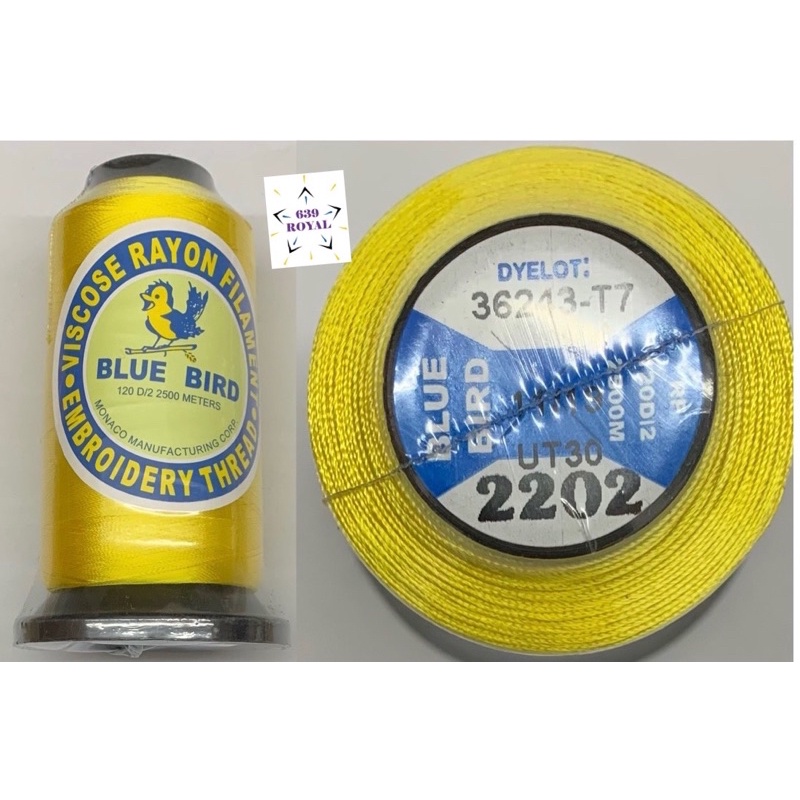 VISCOSE RAYON FILAMENT
BLUE BIRD
120 D/2 2500 METERS
MONACO MANUFACTURING CORP.
EMBROIDERY THREAD
639
ROYAL
DYELOT:
36243-T7
BLUE
BIRD
UT30
2202